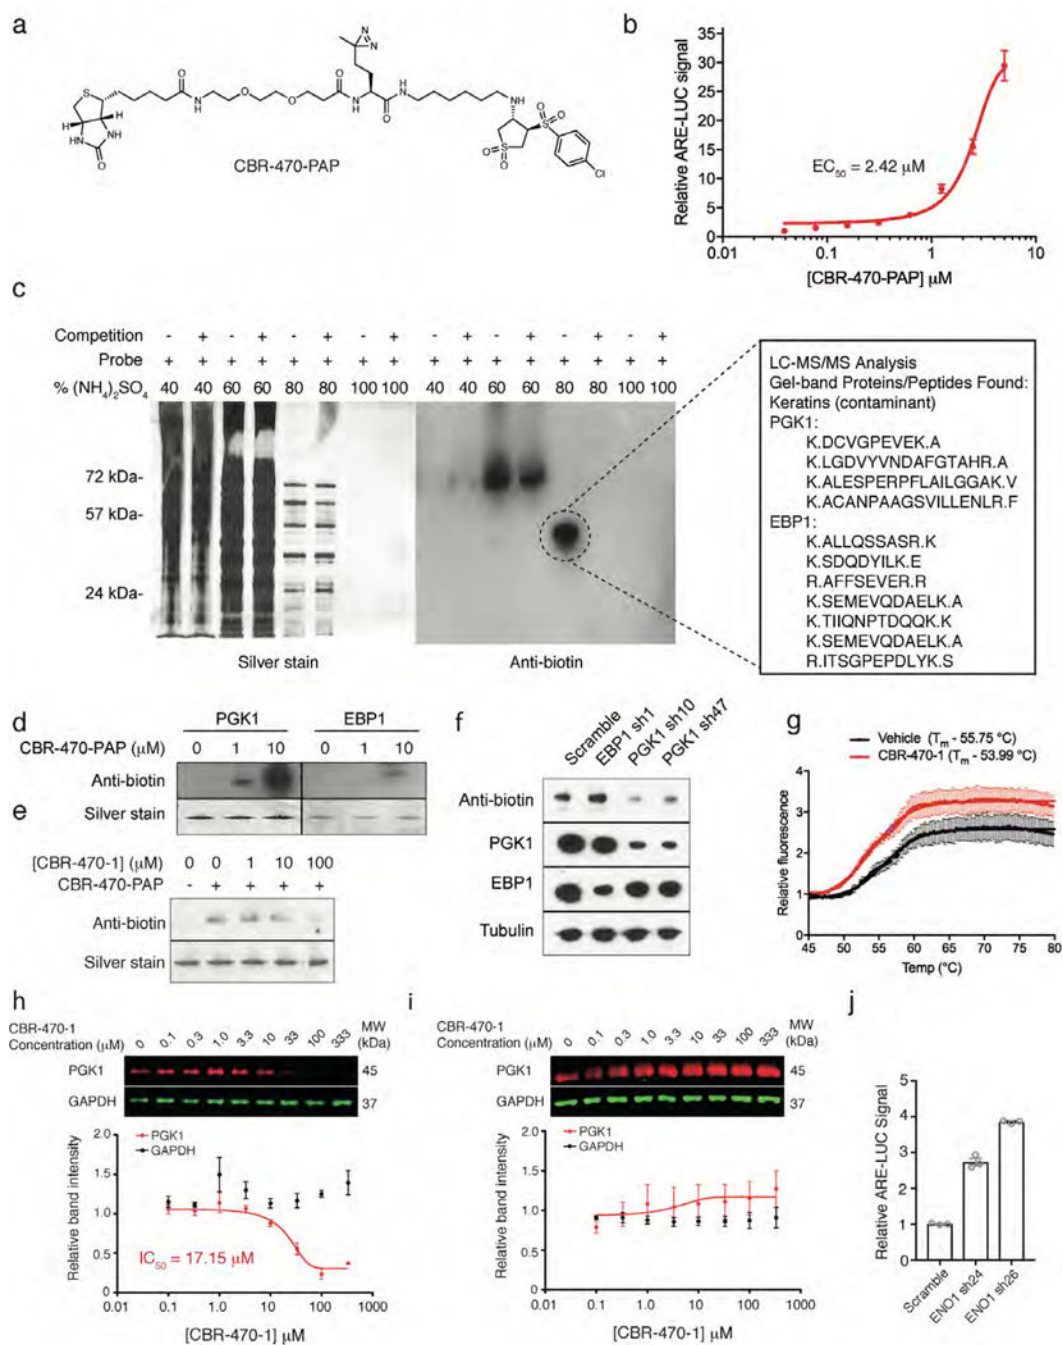 a
CH₃
N
N
S
H
H
HN
NH
O
O
N
H
O
O
O
N
H
O
H
N
NH
O
S
O
S
O
O
Cl
CBR-470-PAP
b
Relative ARE-LUC signal
35
30
25
20
15
10
5
0
EC50 = 2.42 μM
0.01
0.1
1
10
[CBR-470-PAP] μM
c
Competition - + - + - + - + - + - + - + - +
Probe + + + + + + + + + + + + + + + +
% (NH4)2SO4 40 40 60 60 80 80 100 100 40 40 60 60 80 80 100 100
72 kDa-
57 kDa-
24 kDa-
Silver stain
Anti-biotin
LC-MS/MS Analysis
Gel-band Proteins/Peptides Found:
Keratins (contaminant)
PGK1:
K.DCVGPEVEK.A
K.LGDVYVNDAFGTAHR.A
K.ALESPERPFLAILGGAK.V
K.ACANPAAGSVILLENLR.F
EBP1:
K.ALLQSSASR.K
K.SDQDYILK.E
R.AFFSEVER.R
K.SEMEVQDAELK.A
K.TIIQNPTDQQK.K
K.SEMEVQDAELK.A
R.ITSGPEPDLYK.S
d
PGK1 EBP1
CBR-470-PAP (μM) 0 1 10 0 1 10
Anti-biotin
Silver stain
e
[CBR-470-1] (μM) 0 0 1 10 100
CBR-470-PAP - + + + +
Anti-biotin
Silver stain
f
Scramble
EBP1 sh1
PGK1 sh10
PGK1 sh47
Anti-biotin
PGK1
EBP1
Tubulin
g
Vehicle (Tm - 55.75 °C)
CBR-470-1 (Tm - 53.99 °C)
Relative fluorescence
4
3
2
1
0
45 50 55 60 65 70 75 80
Temp (°C)
h
CBR-470-1
Concentration (μM) 0 0.1 0.3 1.0 3.3 10 33 100 333
MW
(kDa)
PGK1 45
GAPDH 37
Relative band intensity
2.0
1.5
1.0
0.5
0.0
PGK1
GAPDH
IC50 = 17.15 μM
0.01 0.1 1.0 10 100 1000
[CBR-470-1] μM
i
CBR-470-1
Concentration (μM) 0 0.1 0.3 1.0 3.3 10 33 100 333
MW
(kDa)
PGK1 45
GAPDH 37
Relative band intensity
2.0
1.5
1.0
0.5
0.0
PGK1
GAPDH
0.01 0.1 1.0 10 100 1000
[CBR-470-1] μM
j
Relative ARE-LUC Signal
5
4
3
2
1
0
Scramble
ENO1 sh24
ENO1 sh26